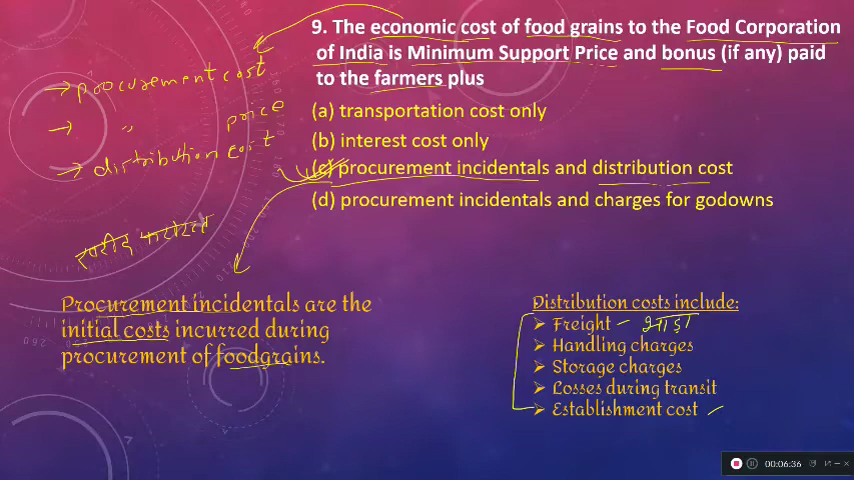 9. The economic cost of food grains to the Food Corporation
of India is Minimum Support Price and bonus (if any) paid
to the farmers plus
(a) transportation cost only
(b) interest cost only
(c) procurement incidentals and distribution cost
(d) procurement incidentals and charges for godowns
→ procurement cost
→ " price
→ distribution cost
Procurement incidentals are the
initial costs incurred during
procurement of foodgrains.
Distribution costs include:
➢ Freight – भाड़ा
➢ Handling charges
➢ Storage charges
➢ Losses during transit
➢ Establishment cost
00:06:36